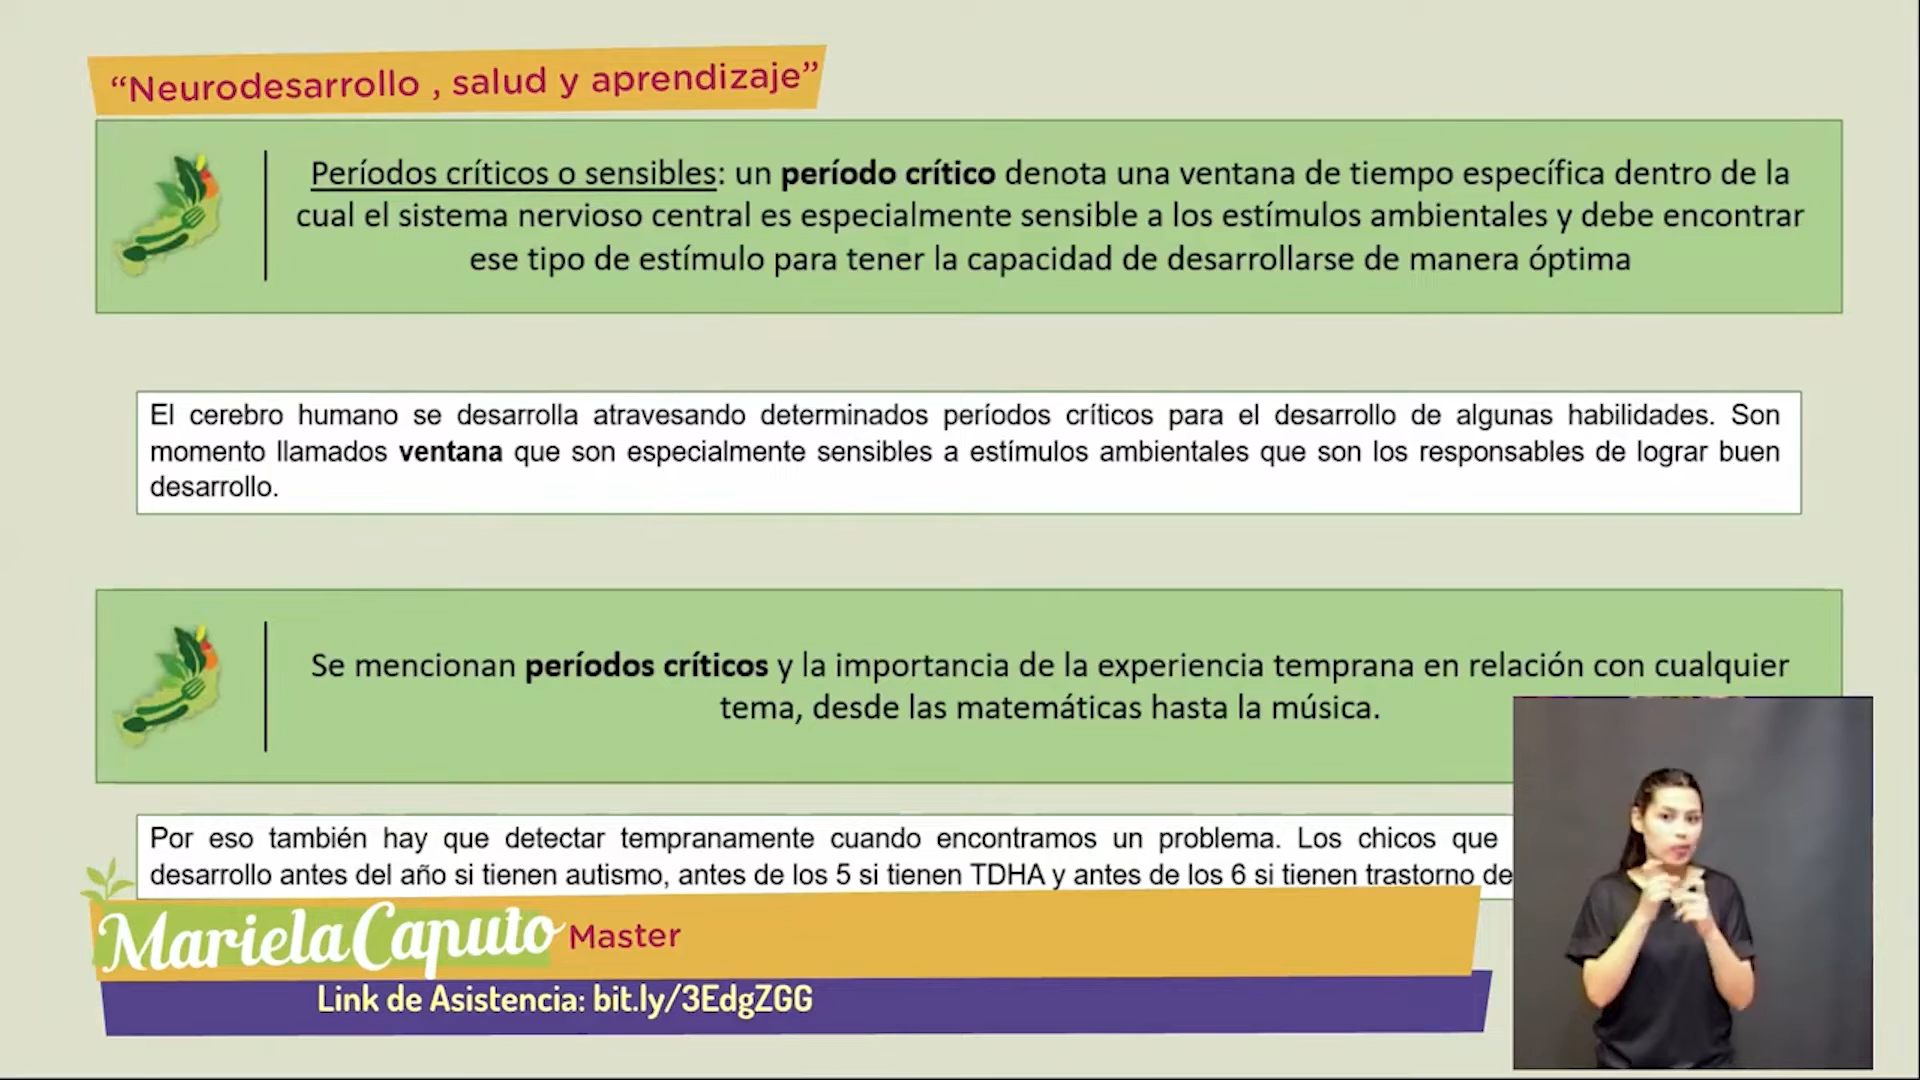 “Neurodesarrollo , salud y aprendizaje”
Períodos críticos o sensibles: un período crítico denota una ventana de tiempo específica dentro de la
cual el sistema nervioso central es especialmente sensible a los estímulos ambientales y debe encontrar
ese tipo de estímulo para tener la capacidad de desarrollarse de manera óptima
El cerebro humano se desarrolla atravesando determinados períodos críticos para el desarrollo de algunas habilidades. Son
momento llamados ventana que son especialmente sensibles a estímulos ambientales que son los responsables de lograr buen
desarrollo.
Se mencionan períodos críticos y la importancia de la experiencia temprana en relación con cualquier
tema, desde las matemáticas hasta la música.
Por eso también hay que detectar tempranamente cuando encontramos un problema. Los chicos que
desarrollo antes del año si tienen autismo, antes de los 5 si tienen TDHA y antes de los 6 si tienen trastorno de
Mariela Caputo Master
Link de Asistencia: bit.ly/3EdgZGG